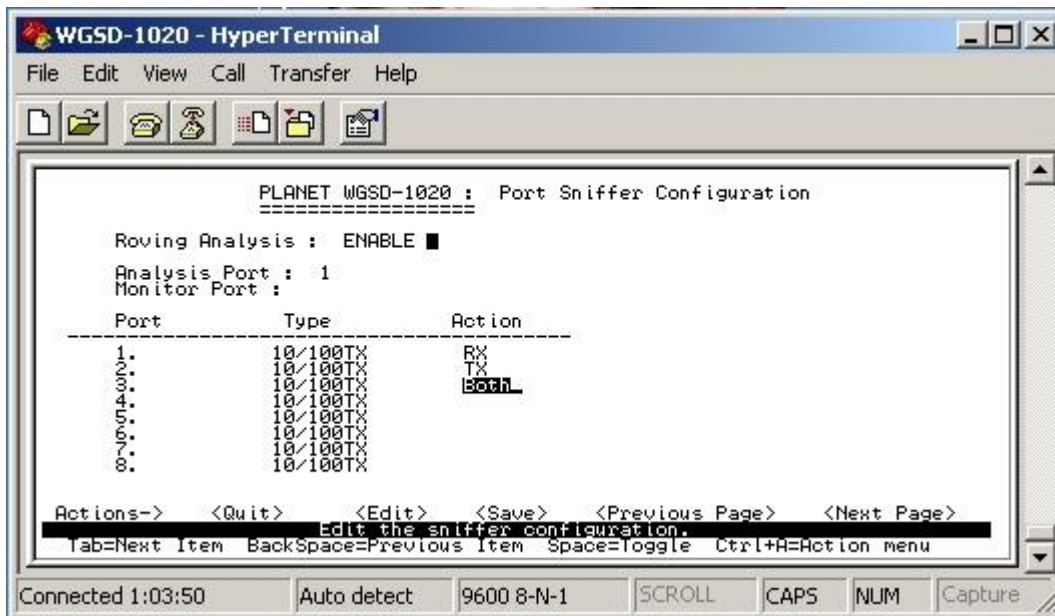 WGSD-1020 - HyperTerminal
File Edit View Call Transfer Help
PLANET WGSD-1020 : Port Sniffer Configuration
==================
Roving Analysis : ENABLE
Analysis Port : 1
Monitor Port :
Port Type Action
1. 10/100TX RX
2. 10/100TX TX
3. 10/100TX Both
4. 10/100TX
5. 10/100TX
6. 10/100TX
7. 10/100TX
8. 10/100TX
Actions-> <Quit> <Edit> <Save> <Previous Page> <Next Page>
Edit the sniffer configuration.
Tab=Next Item BackSpace=Previous Item Space=Toggle Ctrl+A=Action menu
Connected 1:03:50 Auto detect 9600 8-N-1 SCROLL CAPS NUM Capture